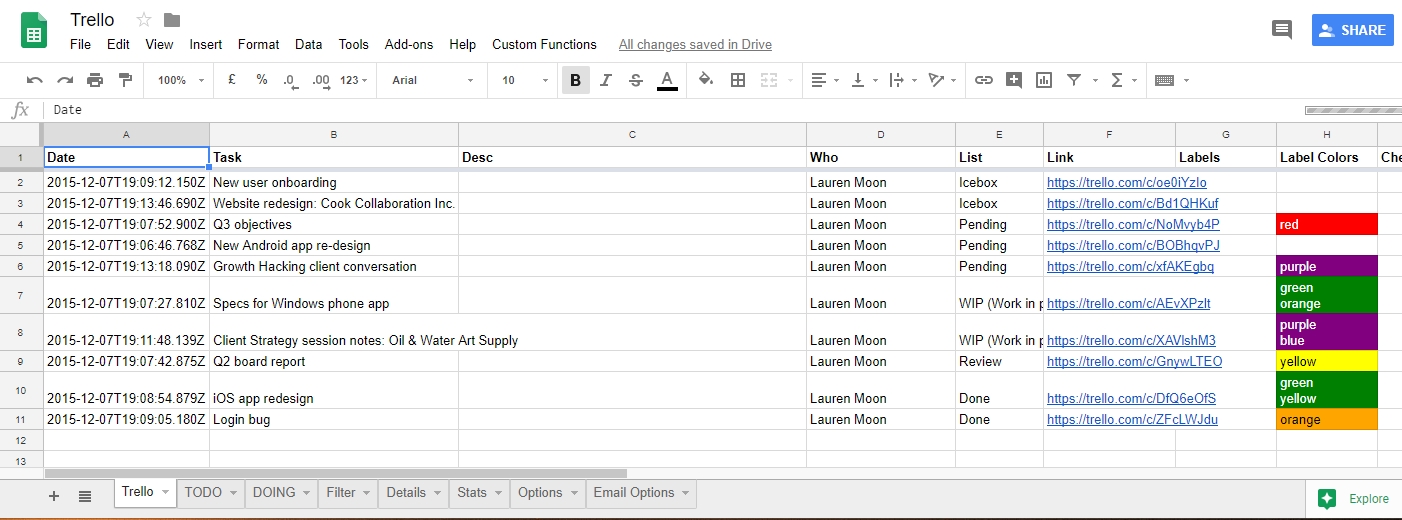 Trello
File Edit View Insert Format Data Tools Add-ons Help Custom Functions All changes saved in Drive
SHARE
100% £ % .0 .00 123 Arial 10 B I S A
fx Date
A B C D E F G H
1 Date Task Desc Who List Link Labels Label Colors Che
2 2015-12-07T19:09:12.150Z New user onboarding Lauren Moon Icebox https://trello.com/c/oe0iYzlo
3 2015-12-07T19:13:46.690Z Website redesign: Cook Collaboration Inc. Lauren Moon Icebox https://trello.com/c/Bd1QHKuf
4 2015-12-07T19:07:52.900Z Q3 objectives Lauren Moon Pending https://trello.com/c/NoMvyb4P red
5 2015-12-07T19:06:46.768Z New Android app re-design Lauren Moon Pending https://trello.com/c/BOBhqvPJ
6 2015-12-07T19:13:18.090Z Growth Hacking client conversation Lauren Moon Pending https://trello.com/c/xfAKEgbq purple
green
7 2015-12-07T19:07:27.810Z Specs for Windows phone app Lauren Moon WIP (Work in p https://trello.com/c/AEvXPzIt orange
purple
8 2015-12-07T19:11:48.139Z Client Strategy session notes: Oil & Water Art Supply Lauren Moon WIP (Work in p https://trello.com/c/XAVlshM3 blue
9 2015-12-07T19:07:42.875Z Q2 board report Lauren Moon Review https://trello.com/c/GnywLTEO yellow
green
10 2015-12-07T19:08:54.879Z iOS app redesign Lauren Moon Done https://trello.com/c/DfQ6eOfS yellow
11 2015-12-07T19:09:05.180Z Login bug Lauren Moon Done https://trello.com/c/ZFcLWJdu orange
12
13
Trello TODO DOING Filter Details Stats Options Email Options
Explore